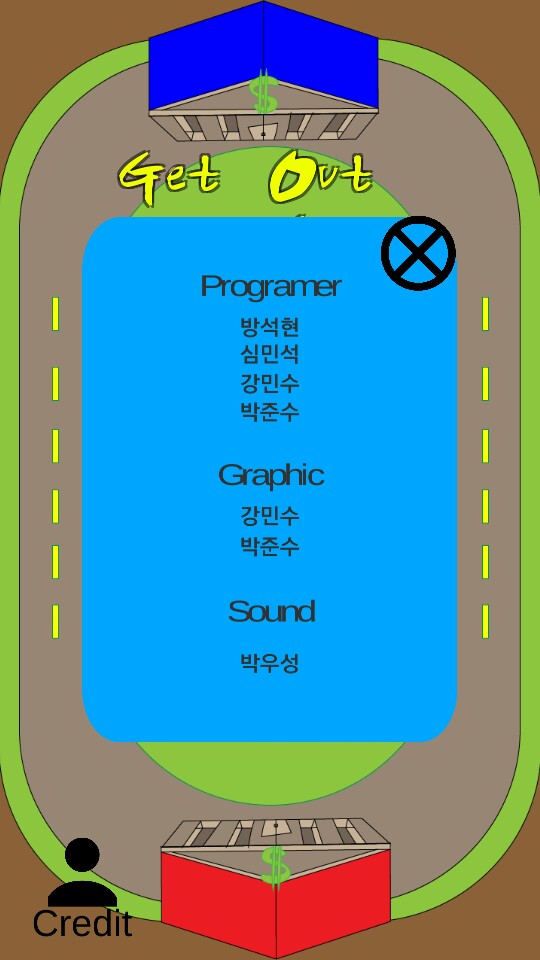 $
Get Out
Programer
방석현
심민석
강민수
박준수
Graphic
강민수
박준수
Sound
박우성
$
Credit